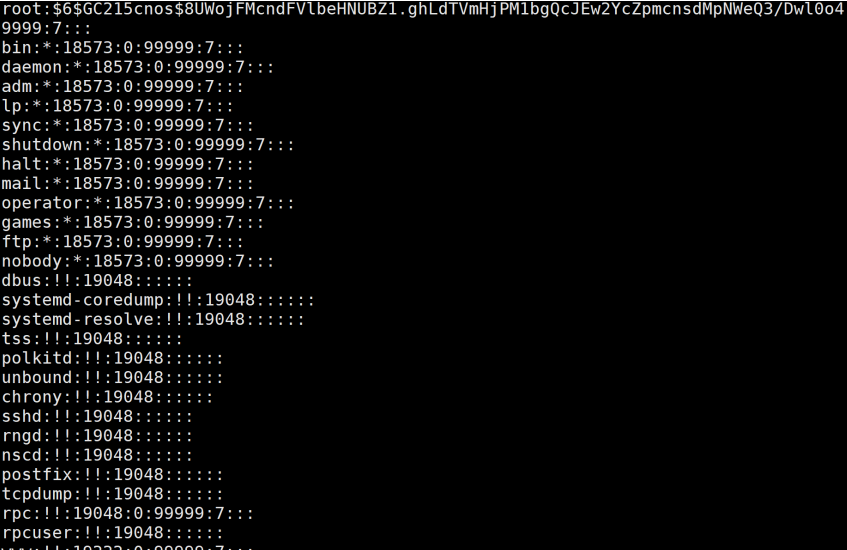 root:$6$GC215cnos$8UWojFMcndFVlbeHNUBZ1.ghLdTVmHjPM1bgQcJEw2YcZpmcnsdMpNWeQ3/Dwl0o4
9999:7:::
bin:*:18573:0:99999:7:::
daemon:*:18573:0:99999:7:::
adm:*:18573:0:99999:7:::
lp:*:18573:0:99999:7:::
sync:*:18573:0:99999:7:::
shutdown:*:18573:0:99999:7:::
halt:*:18573:0:99999:7:::
mail:*:18573:0:99999:7:::
operator:*:18573:0:99999:7:::
games:*:18573:0:99999:7:::
ftp:*:18573:0:99999:7:::
nobody:*:18573:0:99999:7:::
dbus:!!:19048::::::
systemd-coredump:!!:19048::::::
systemd-resolve:!!:19048::::::
tss:!!:19048::::::
polkitd:!!:19048::::::
unbound:!!:19048::::::
chrony:!!:19048::::::
sshd:!!:19048::::::
rngd:!!:19048::::::
nscd:!!:19048::::::
postfix:!!:19048::::::
tcpdump:!!:19048::::::
rpc:!!:19048:0:99999:7:::
rpcuser:!!:19048::::::